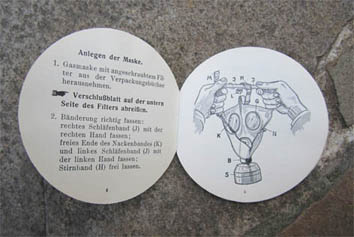 Anlegen der Maske.
1. Gasmaske mit angeschraubtem Fil-
ter aus der Verpackungsbüchse
herausnehmen.
Verschlußblatt auf der untern
Seite des Filters abreißen.
2. Bänderung richtig fassen:
rechtes Schläfenband (J) mit der
rechten Hand fassen;
freies Ende des Nackenbandes (K)
und linkes Schläfenband (J) mit
der linken Hand fassen;
Stirnband (H) frei lassen.
M J J
H G
K N
B
S